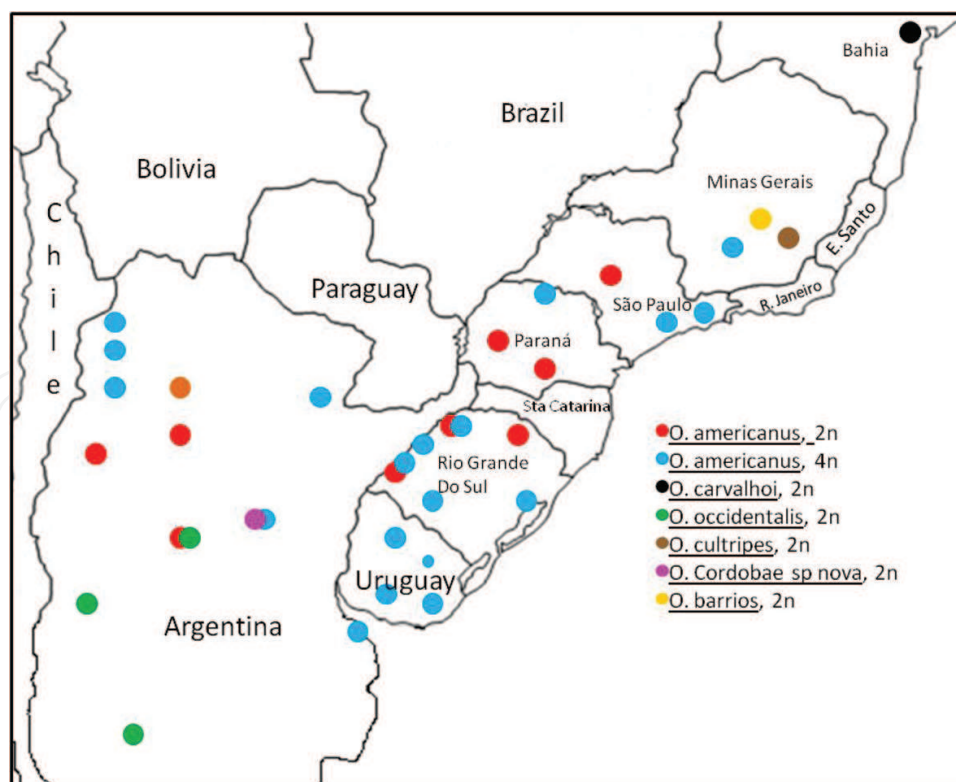 Bahia
Brazil
Bolivia
Minas Gerais
Chile
E. Santo
Paraguay
R. Janeiro
São Paulo
Paraná
Sta Catarina
Rio Grande
Do Sul
Uruguay
Argentina
O. americanus, 2n
O. americanus, 4n
O. carvalhoi, 2n
O. occidentalis, 2n
O. cultripes, 2n
O. Cordobae sp nova, 2n
O. barrios, 2n